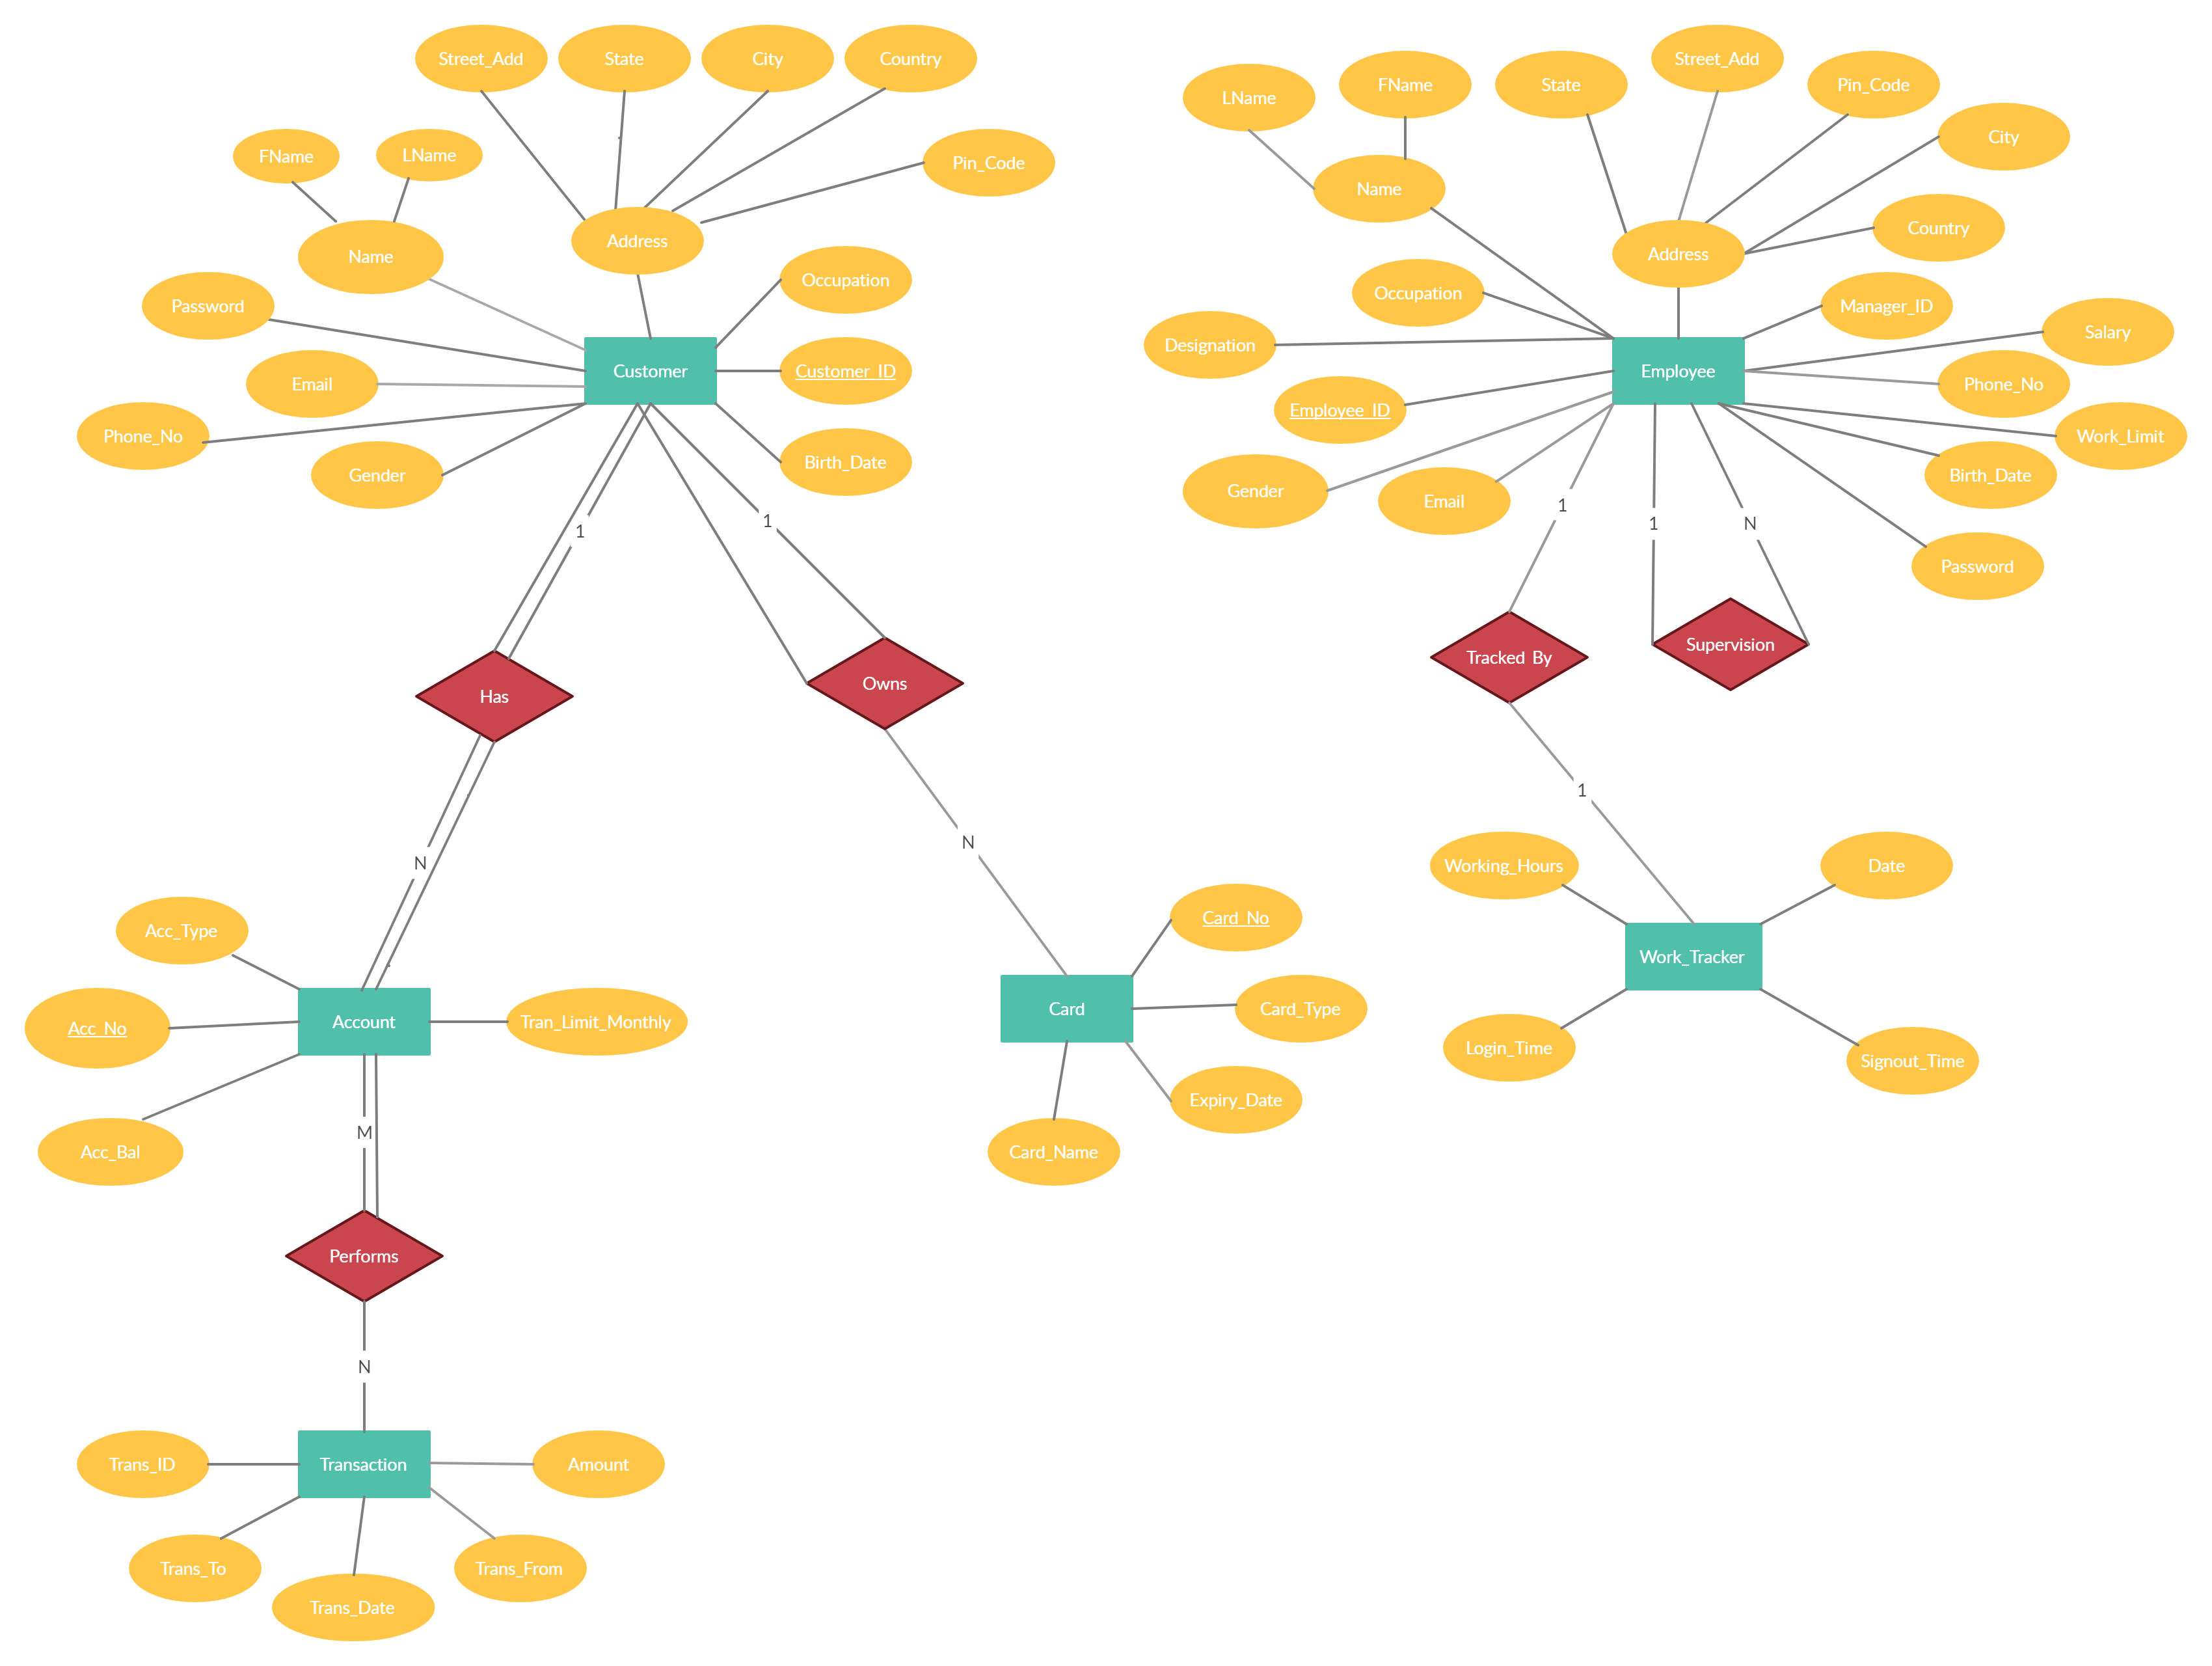 Street_Add
State
City
Country
FName
LName
Pin_Code
Name
Address
Password
Occupation
Email
Customer
Customer_ID
Phone_No
Gender
Birth_Date
1
1
Has
Owns
N
N
Acc_Type
Acc_No
Account
Tran_Limit_Monthly
Acc_Bal
M
Performs
N
Trans_ID
Transaction
Amount
Trans_To
Trans_From
Trans_Date
Card_No
Card
Card_Type
Expiry_Date
Card_Name
LName
FName
State
Street_Add
Pin_Code
City
Name
Country
Address
Occupation
Manager_ID
Designation
Salary
Employee
Phone_No
Employee_ID
Work_Limit
Gender
Email
Birth_Date
1
1
N
Password
Tracked By
Supervision
1
Working_Hours
Date
Work_Tracker
Login_Time
Signout_Time